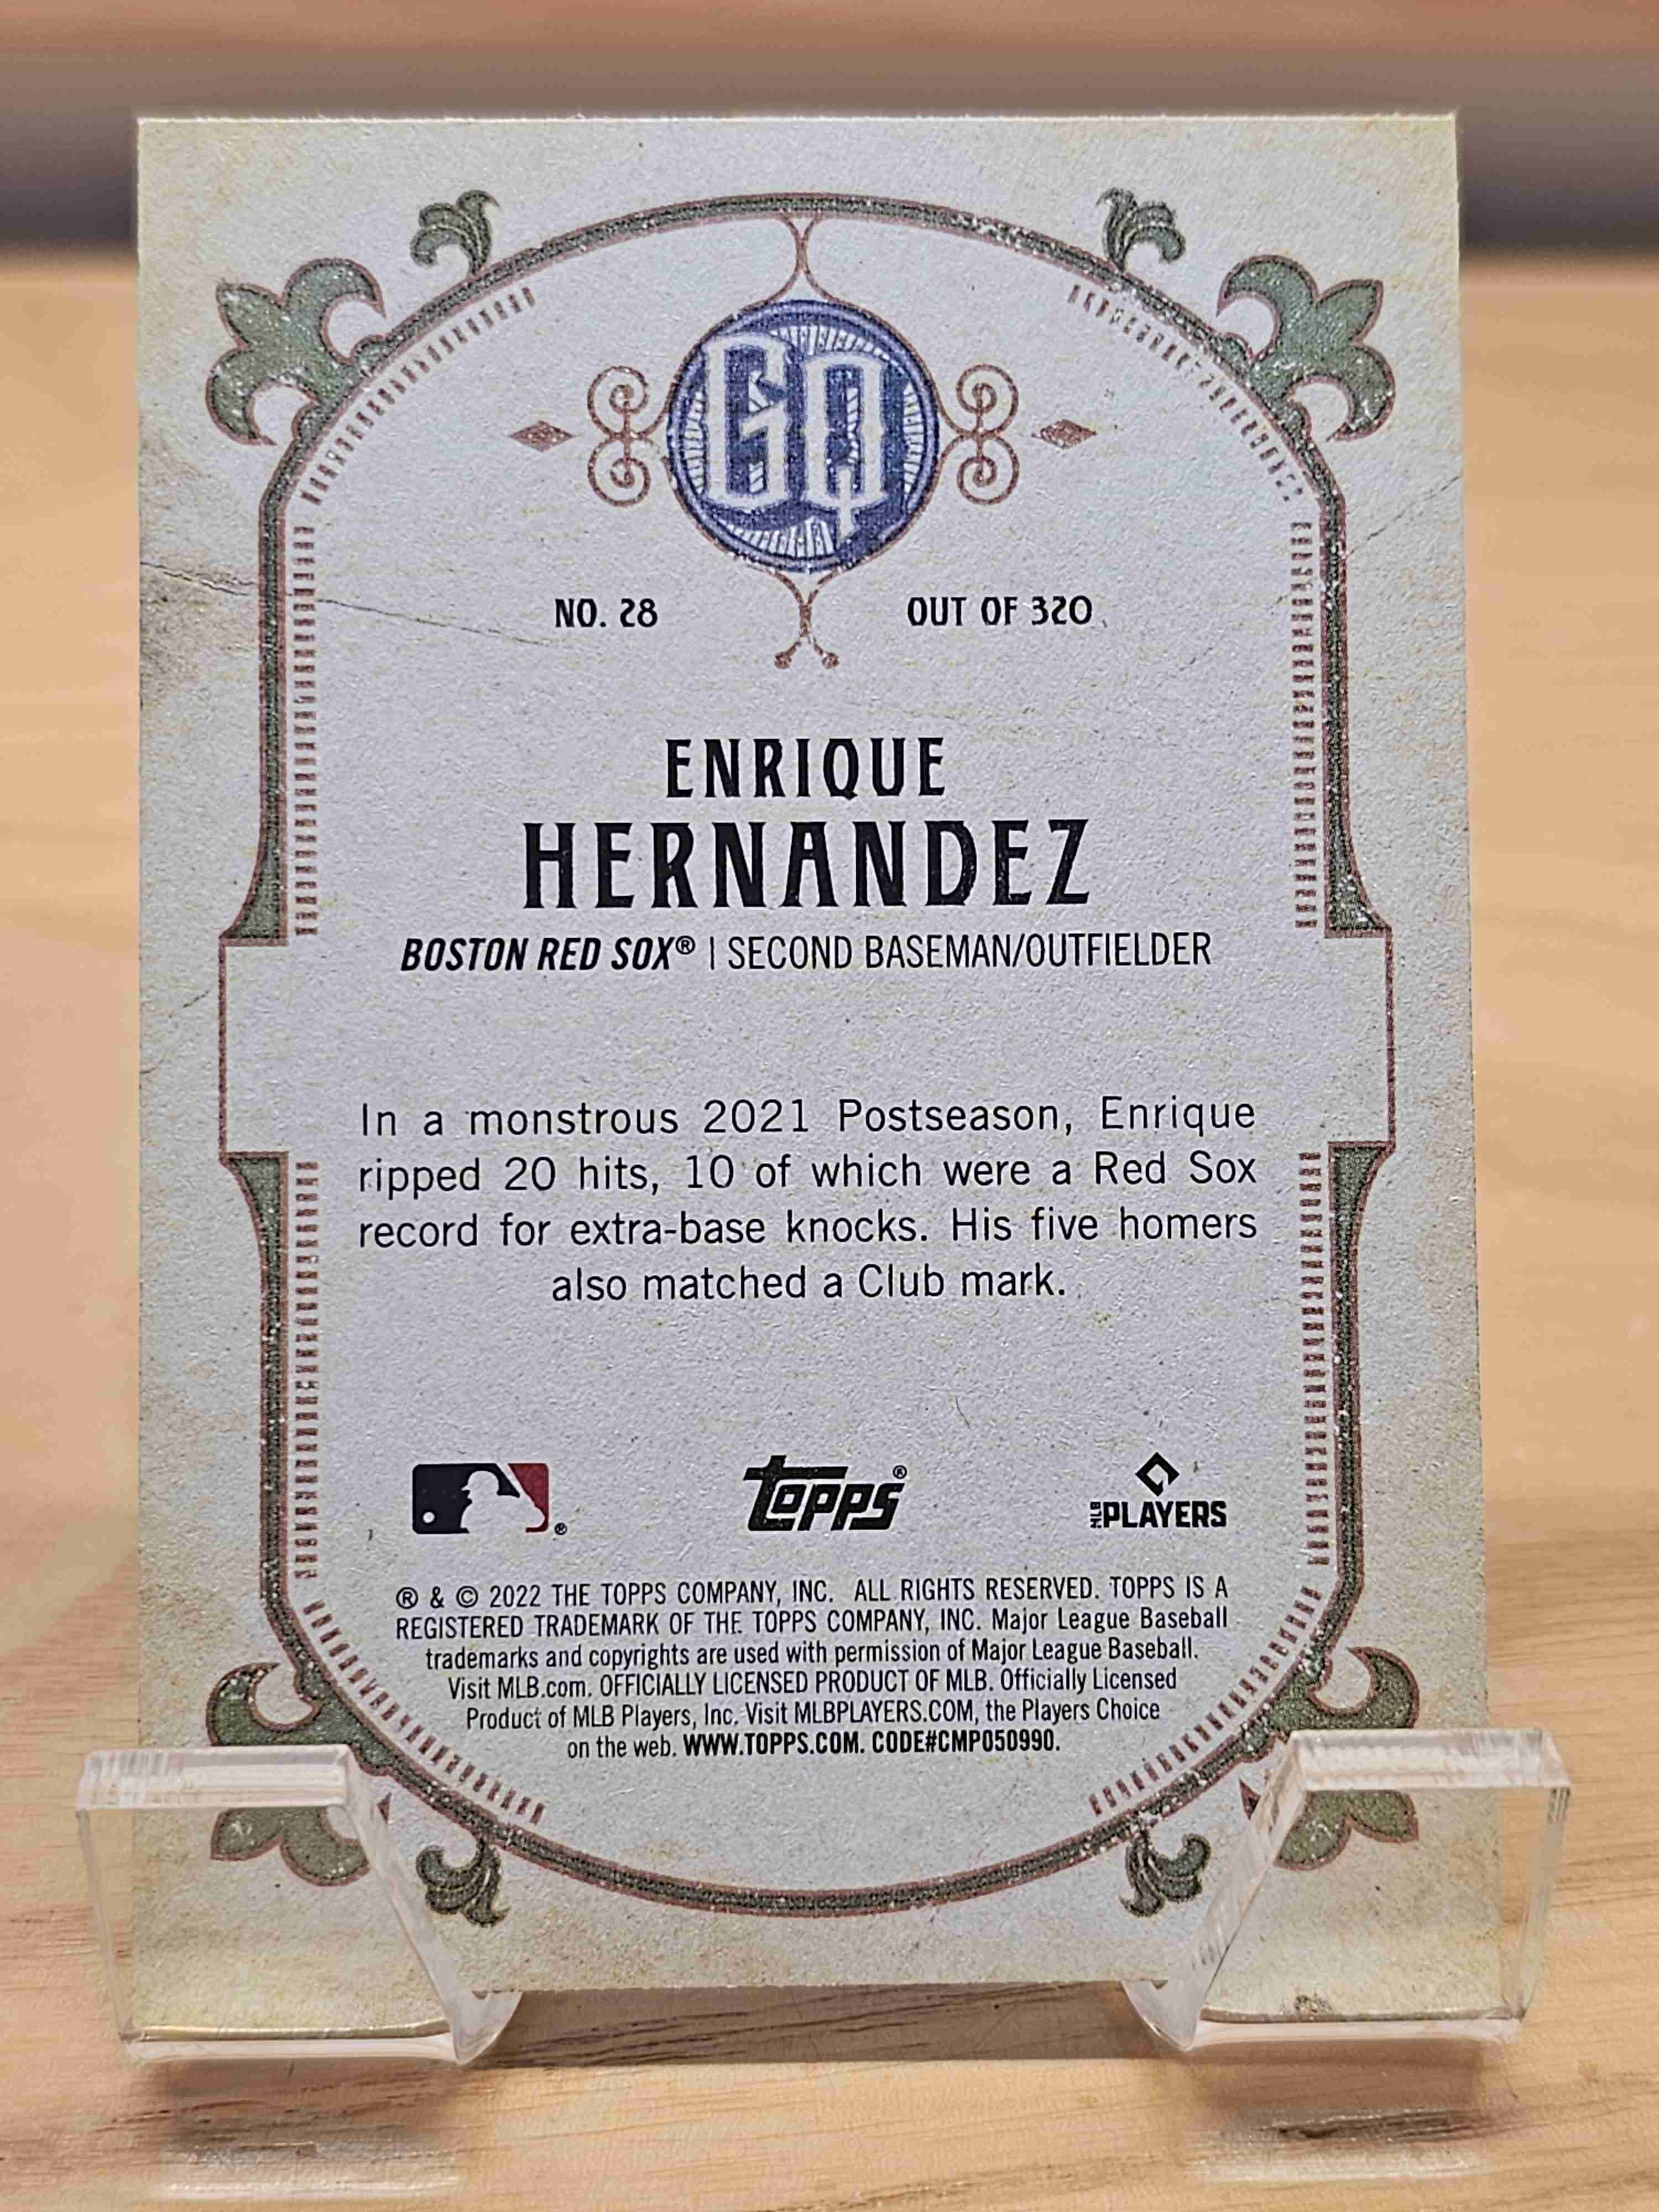 GQ
NO. 28 OUT OF 320
ENRIQUE
HERNANDEZ
BOSTON RED SOX® | SECOND BASEMAN/OUTFIELDER
In a monstrous 2021 Postseason, Enrique
ripped 20 hits, 10 of which were a Red Sox
record for extra-base knocks. His five homers
also matched a Club mark.
® topps® MLB PLAYERS
® & © 2022 THE TOPPS COMPANY, INC. ALL RIGHTS RESERVED. TOPPS IS A
REGISTERED TRADEMARK OF THE TOPPS COMPANY, INC. Major League Baseball
trademarks and copyrights are used with permission of Major League Baseball.
Visit MLB.com. OFFICIALLY LICENSED PRODUCT OF MLB. Officially Licensed
Product of MLB Players, Inc. Visit MLBPLAYERS.COM, the Players Choice
on the web. WWW.TOPPS.COM. CODE#CMP050990.